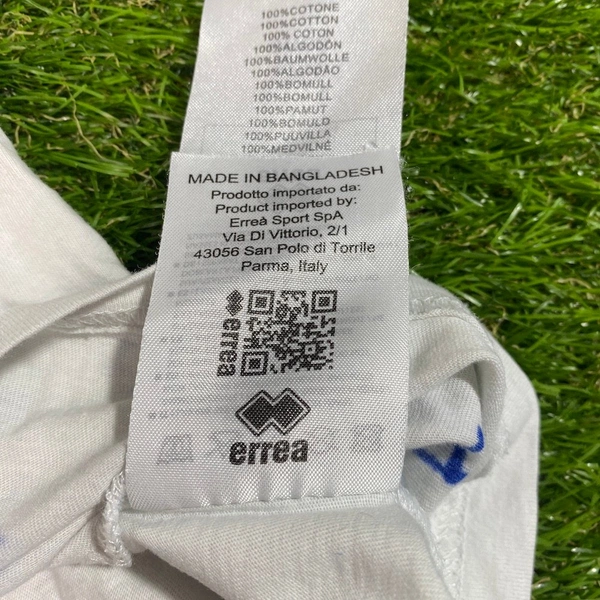 100%COTONE
100%COTTON
100% COTON
100%ALGODÓN
100%BAUMWOLLE
100%ALGODÃO
100%BOMULL
100%BOMULL
100%PAMUT
100%BOMULD
100%PUUVILLA
100%MEDVILNĖ
MADE IN BANGLADESH
Prodotto importato da:
Product imported by:
Erreà Sport SpA
Via Di Vittorio, 2/1
43056 San Polo di Torrile
Parma, Italy
errea
errea